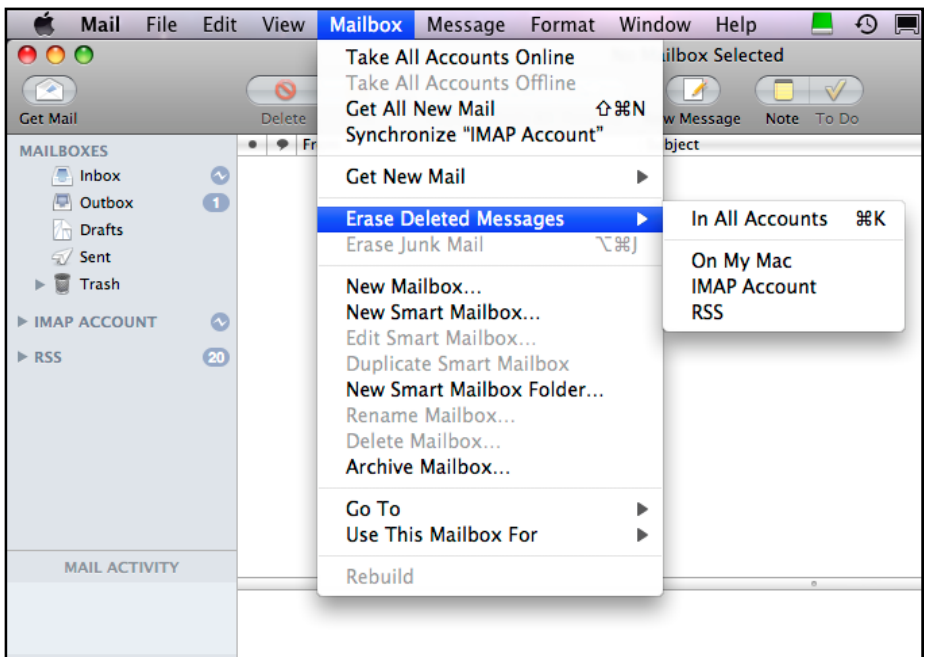 Mail File Edit View Mailbox Message Format Window Help
Mailbox Selected
Get Mail
Delete
Message
Note
To Do
MAILBOXES
Inbox
Outbox 1
Drafts
Sent
Trash
IMAP ACCOUNT
RSS 20
MAIL ACTIVITY
Take All Accounts Online
Take All Accounts Offline
Get All New Mail ⇧⌘N
Synchronize “IMAP Account”
Get New Mail
Erase Deleted Messages
Erase Junk Mail ⌥⌘J
New Mailbox…
New Smart Mailbox…
Edit Smart Mailbox…
Duplicate Smart Mailbox
New Smart Mailbox Folder…
Rename Mailbox…
Delete Mailbox…
Archive Mailbox…
Go To
Use This Mailbox For
Rebuild
In All Accounts ⌘K
On My Mac
IMAP Account
RSS